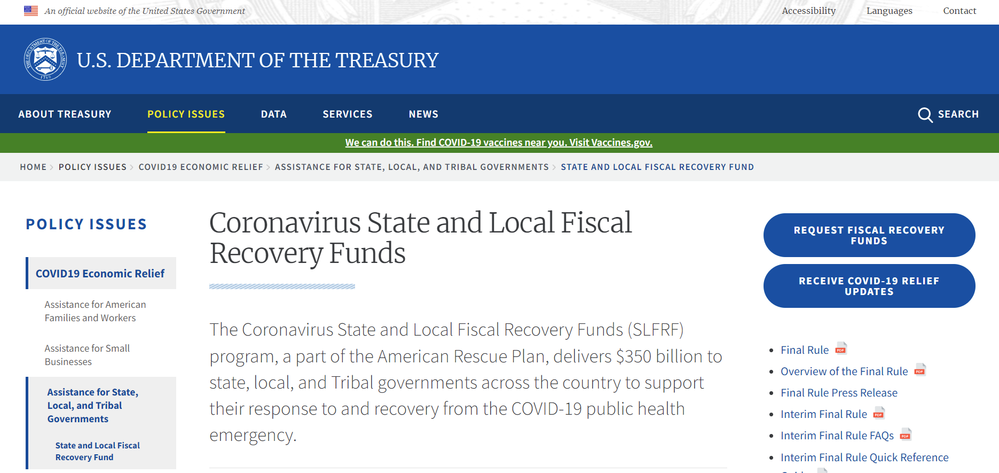 An official website of the United States Government
Accessibility
Languages
Contact
THE DEPARTMENT OF THE TREASURY
1789
U.S. DEPARTMENT OF THE TREASURY
ABOUT TREASURY
POLICY ISSUES
DATA
SERVICES
NEWS
SEARCH
We can do this. Find COVID-19 vaccines near you. Visit Vaccines.gov.
HOME > POLICY ISSUES > COVID19 ECONOMIC RELIEF > ASSISTANCE FOR STATE, LOCAL, AND TRIBAL GOVERNMENTS > STATE AND LOCAL FISCAL RECOVERY FUND
POLICY ISSUES
COVID19 Economic Relief
Assistance for American
Families and Workers
Assistance for Small
Businesses
Assistance for State,
Local, and Tribal
Governments
State and Local Fiscal
Recovery Fund
Coronavirus State and Local Fiscal
Recovery Funds
The Coronavirus State and Local Fiscal Recovery Funds (SLFRF)
program, a part of the American Rescue Plan, delivers $350 billion to
state, local, and Tribal governments across the country to support
their response to and recovery from the COVID-19 public health
emergency.
REQUEST FISCAL RECOVERY
FUNDS
RECEIVE COVID-19 RELIEF
UPDATES
Final Rule PDF
Overview of the Final Rule PDF
Final Rule Press Release
Interim Final Rule PDF
Interim Final Rule FAQs PDF
Interim Final Rule Quick Reference